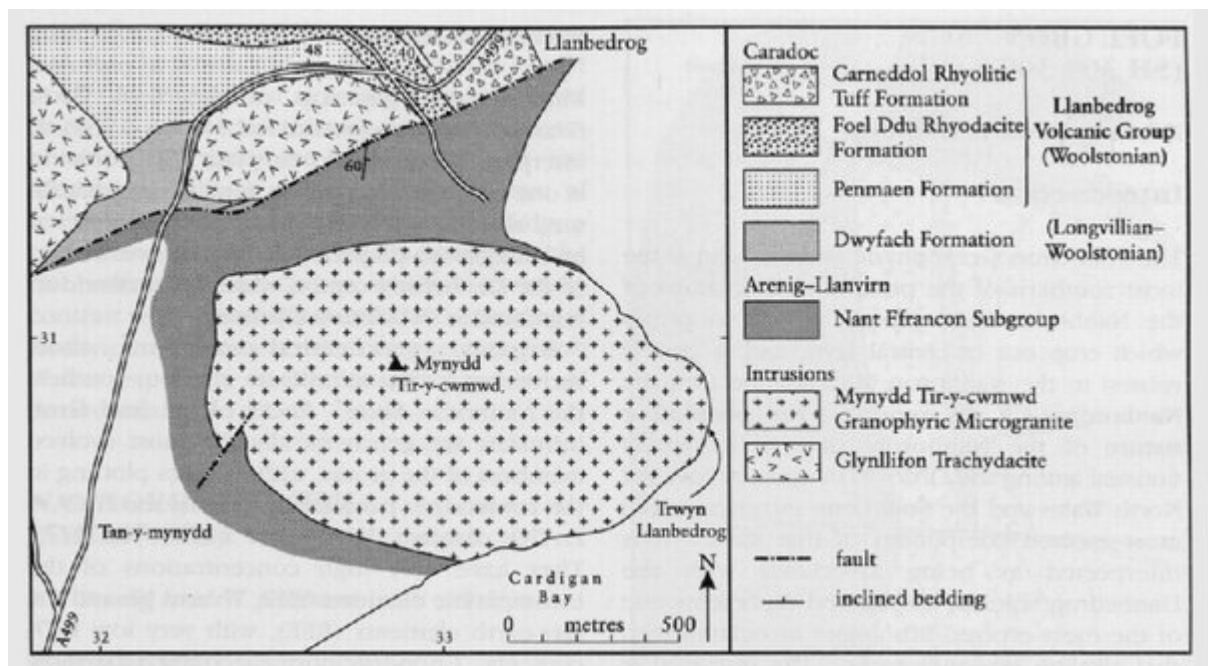 48
40
A499
Llanbedrog
60
31
Mynydd
Tir-y-cwmwd
Trwyn
Llanbedrog
Tan-y-mynydd
Cardigan
Bay
N
0 metres 500
A499
32
33
Caradoc
Carneddol Rhyolitic
Tuff Formation
Foel Ddu Rhyodacite
Formation
Penmaen Formation
Llanbedrog
Volcanic Group
(Woolstonian)
Dwyfach Formation
(Longvillian–
Woolstonian)
Arenig–Llanvirn
Nant Ffrancon Subgroup
Intrusions
Mynydd Tir-y-cwmwd
Granophyric Microgranite
Glynllifon Trachydacite
fault
inclined bedding